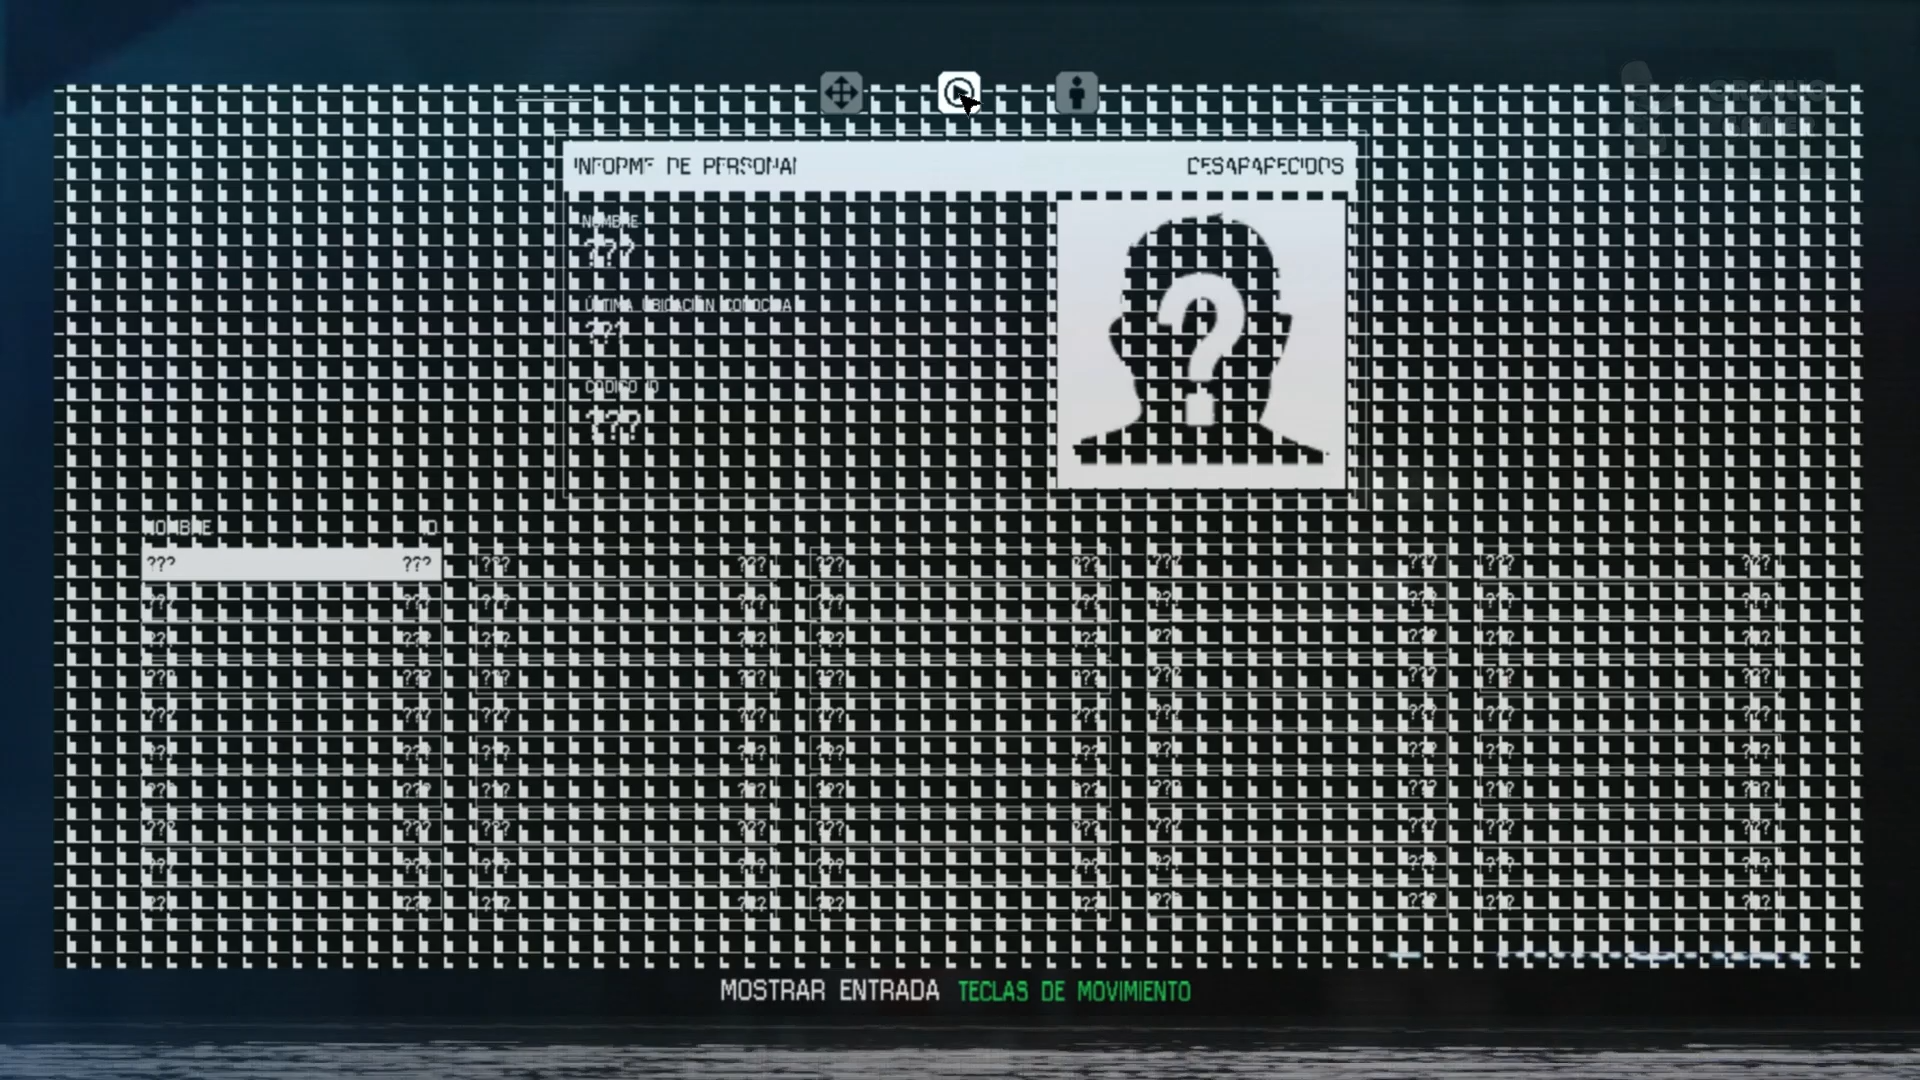 INFORME DE PERSONAL DESAPARECIDOS
NOMBRE
???
ÚLTIMA UBICACIÓN CONOCIDA
???
CÓDIGO ID
???
?
NOMBRE ID
??? ??? ??? ??? ??? ??? ??? ??? ??? ???
??? ??? ??? ??? ??? ??? ??? ??? ??? ???
??? ??? ??? ??? ??? ??? ??? ??? ??? ???
??? ??? ??? ??? ??? ??? ??? ??? ??? ???
??? ??? ??? ??? ??? ??? ??? ??? ??? ???
??? ??? ??? ??? ??? ??? ??? ??? ??? ???
??? ??? ??? ??? ??? ??? ??? ??? ??? ???
??? ??? ??? ??? ??? ??? ??? ??? ??? ???
??? ??? ??? ??? ??? ??? ??? ??? ??? ???
??? ??? ??? ??? ??? ??? ??? ??? ??? ???
MOSTRAR ENTRADA TECLAS DE MOVIMIENTO